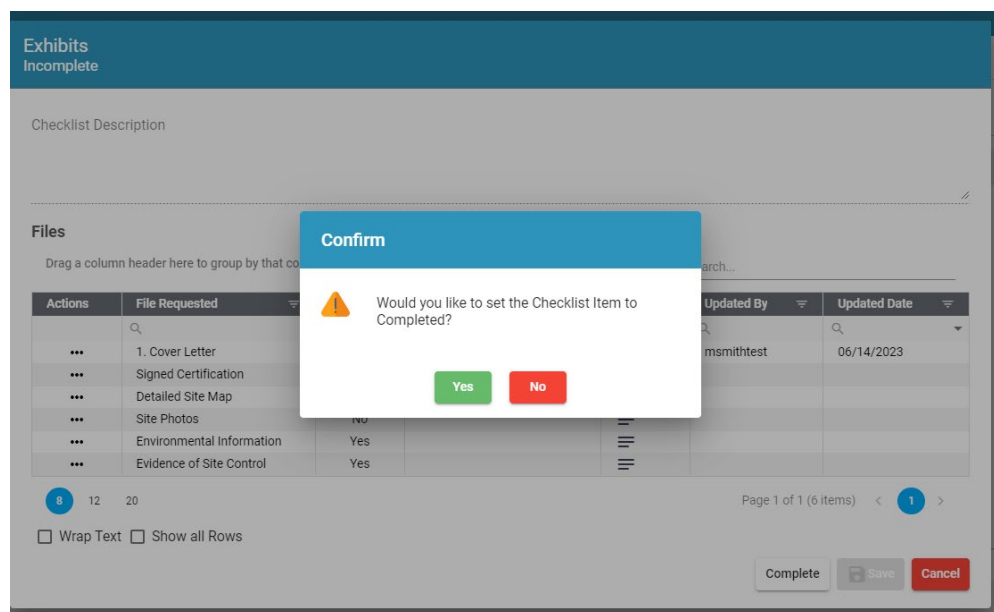 Exhibits
Incomplete
Checklist Description
Files
Confirm
Drag a column header here to group by that co
arch...
Actions File Requested Updated By Updated Date
Would you like to set the Checklist Item to
Completed?
1. Cover Letter msmithtest 06/14/2023
Signed Certification
Detailed Site Map
Yes No
Site Photos No
Environmental Information Yes
Evidence of Site Control Yes
8 12 20 Page 1 of 1 (6 items) < 1 >
Wrap Text Show all Rows
Complete Save Cancel